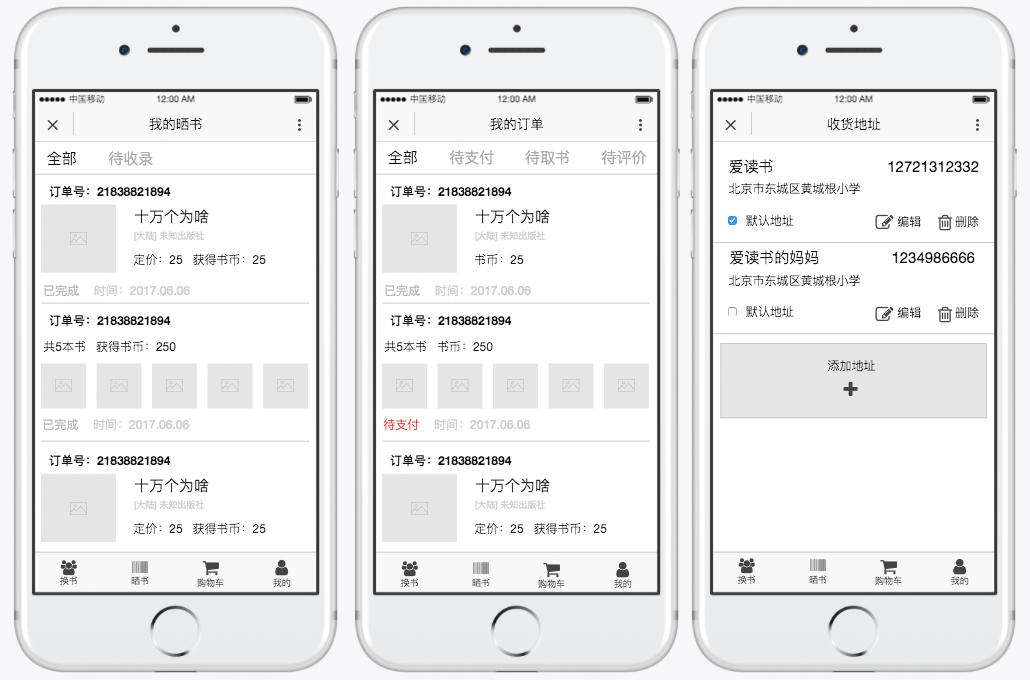 中国移动 12:00 AM
我的晒书
全部 待收录
订单号：21838821894
十万个为啥
[大陆] 未知出版社
定价：25 获得书币：25
已完成 时间：2017.06.06
订单号：21838821894
共5本书 获得书币：250
已完成 时间：2017.06.06
订单号：21838821894
十万个为啥
[大陆] 未知出版社
定价：25 获得书币：25
换书 晒书 购物车 我的
中国移动 12:00 AM
我的订单
全部 待支付 待取书 待评价
订单号：21838821894
十万个为啥
[大陆] 未知出版社
书币：25
已完成 时间：2017.06.06
订单号：21838821894
共5本书 书币：250
待支付 时间：2017.06.06
订单号：21838821894
十万个为啥
[大陆] 未知出版社
定价：25 获得书币：25
换书 晒书 购物车 我的
中国移动 12:00 AM
收货地址
爱读书 12721312332
北京市东城区黄城根小学
默认地址 编辑 删除
爱读书的妈妈 1234986666
北京市东城区黄城根小学
默认地址 编辑 删除
添加地址
换书 晒书 购物车 我的